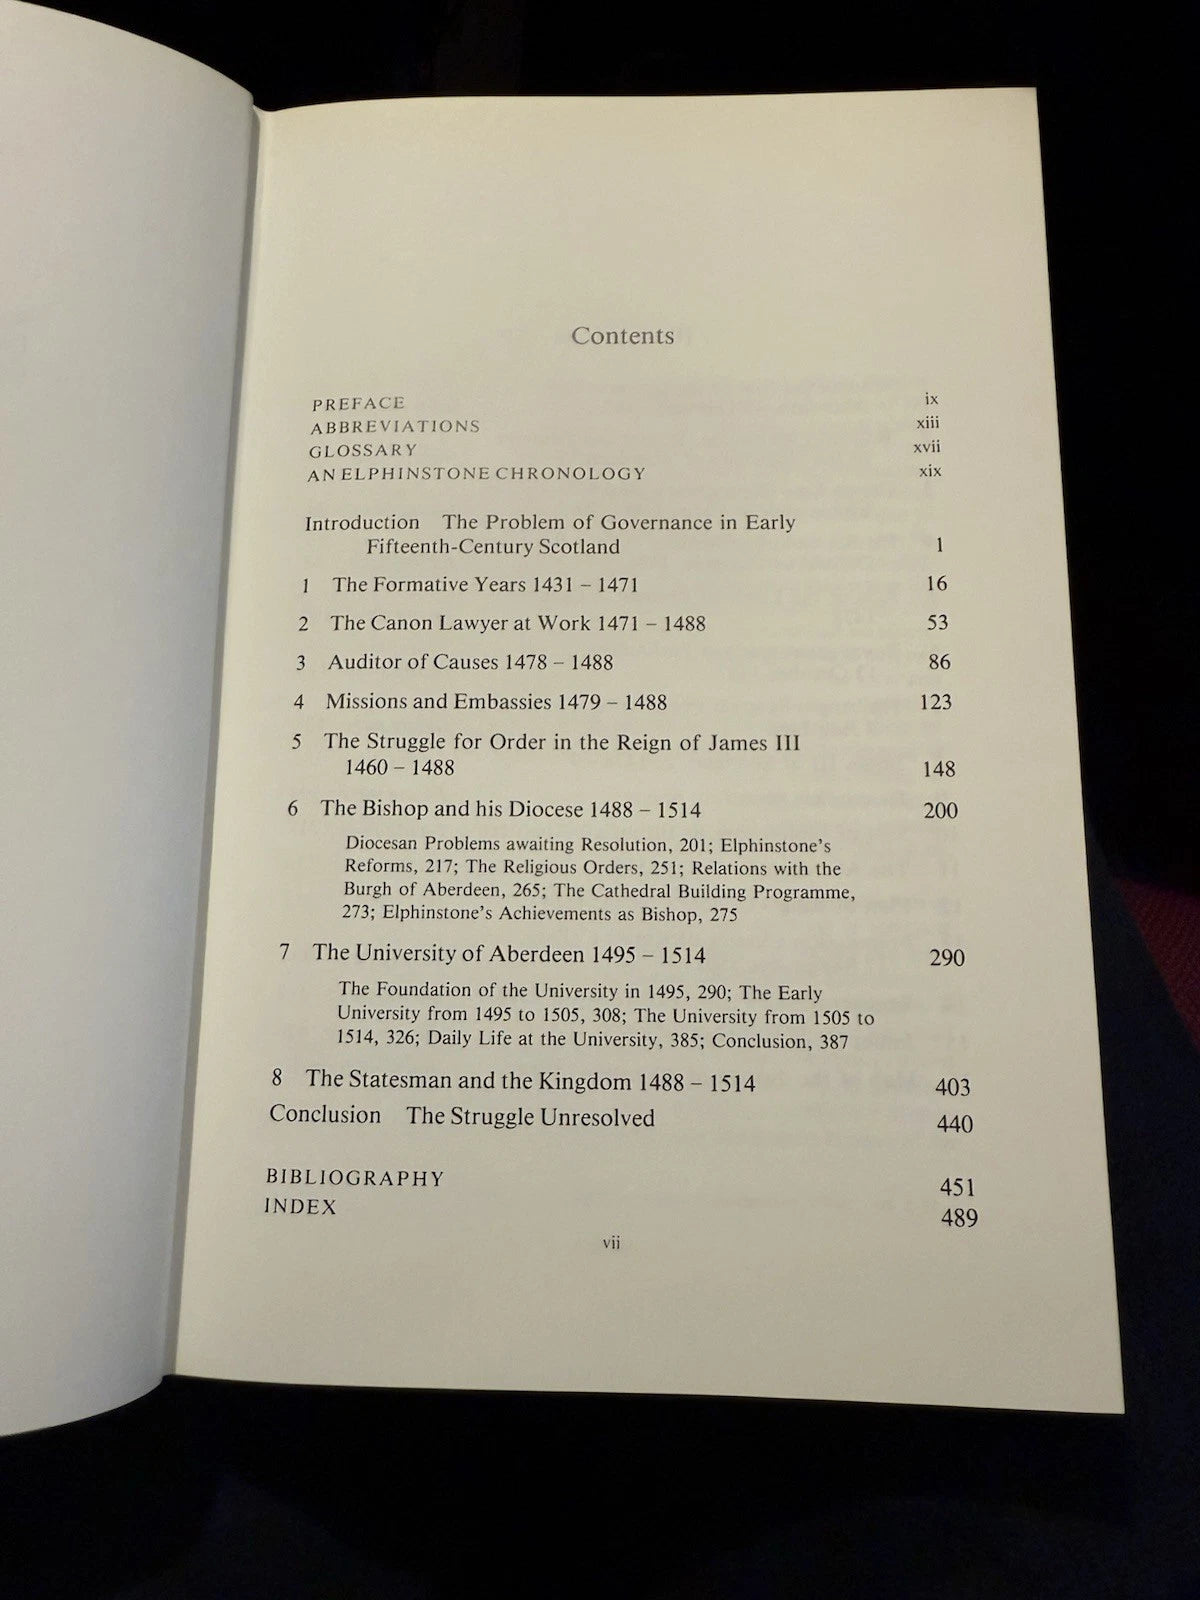 Contents
PREFACE ix
ABBREVIATIONS xiii
GLOSSARY xvii
AN ELPHINSTONE CHRONOLOGY xix
Introduction The Problem of Governance in Early
Fifteenth-Century Scotland 1
1 The Formative Years 1431 – 1471 16
2 The Canon Lawyer at Work 1471 – 1488 53
3 Auditor of Causes 1478 – 1488 86
4 Missions and Embassies 1479 – 1488 123
5 The Struggle for Order in the Reign of James III
1460 – 1488 148
6 The Bishop and his Diocese 1488 – 1514 200
Diocesan Problems awaiting Resolution, 201; Elphinstone's
Reforms, 217; The Religious Orders, 251; Relations with the
Burgh of Aberdeen, 265; The Cathedral Building Programme,
273; Elphinstone's Achievements as Bishop, 275
7 The University of Aberdeen 1495 – 1514 290
The Foundation of the University in 1495, 290; The Early
University from 1495 to 1505, 308; The University from 1505 to
1514, 326; Daily Life at the University, 385; Conclusion, 387
8 The Statesman and the Kingdom 1488 – 1514 403
Conclusion The Struggle Unresolved 440
BIBLIOGRAPHY 451
INDEX 489
vii